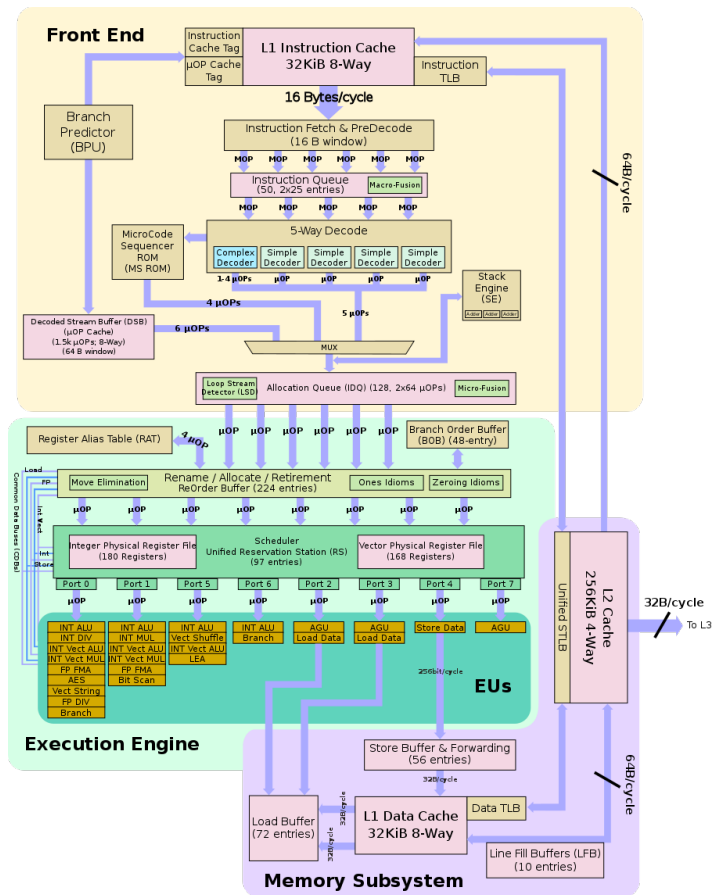 Front End
Instruction
Cache Tag
µOP Cache
Tag
L1 Instruction Cache
32KiB 8-Way
Instruction
TLB
16 Bytes/cycle
Branch
Predictor
(BPU)
Instruction Fetch & PreDecode
(16 B window)
MOP MOP MOP MOP MOP MOP
Instruction Queue
(50, 2x25 entries)
Macro-Fusion
MOP MOP MOP MOP MOP
64B/cycle
MicroCode
Sequencer
ROM
(MS ROM)
5-Way Decode
Complex
Decoder
Simple
Decoder
Simple
Decoder
Simple
Decoder
Simple
Decoder
1-4 µOPs µOP µOP µOP µOP
Stack
Engine
(SE)
Adder Adder Adder
4 µOPs
5 µOPs
Decoded Stream Buffer (DSB)
(µOP Cache)
(1.5k µOPs; 8-Way)
(64 B window)
6 µOPs
MUX
Loop Stream
Detector (LSD)
Allocation Queue (IDQ) (128, 2x64 µOPs)
Micro-Fusion
µOP µOP µOP µOP µOP µOP
Register Alias Table (RAT)
4 µOP
Branch Order Buffer
(BOB) (48-entry)
Load
FP
Common Data Buses (CDBs)
Int Vect
Int
Store
Move Elimination
Rename / Allocate / Retirement
ReOrder Buffer (224 entries)
Ones Idioms
Zeroing Idioms
µOP µOP µOP µOP µOP µOP µOP µOP
Integer Physical Register File
(180 Registers)
Scheduler
Unified Reservation Station (RS)
(97 entries)
Vector Physical Register File
(168 Registers)
Port 0 Port 1 Port 5 Port 6 Port 2 Port 3 Port 4 Port 7
µOP µOP µOP µOP µOP µOP µOP µOP
INT ALU
INT DIV
INT Vect ALU
INT Vect MUL
FP FMA
AES
Vect String
FP DIV
Branch
INT ALU
INT MUL
INT Vect ALU
INT Vect MUL
FP FMA
Bit Scan
INT ALU
Vect Shuffle
INT Vect ALU
LEA
INT ALU
Branch
AGU
Load Data
AGU
Load Data
Store Data
AGU
256bit/cycle
EUs
Execution Engine
Unified STLB
L2 Cache
256KiB 4-Way
32B/cycle
To L3
Store Buffer & Forwarding
(56 entries)
32B/cycle
Load Buffer
(72 entries)
32B/cycle
32B/cycle
L1 Data Cache
32KiB 8-Way
Data TLB
64B/cycle
Line Fill Buffers (LFB)
(10 entries)
Memory Subsystem